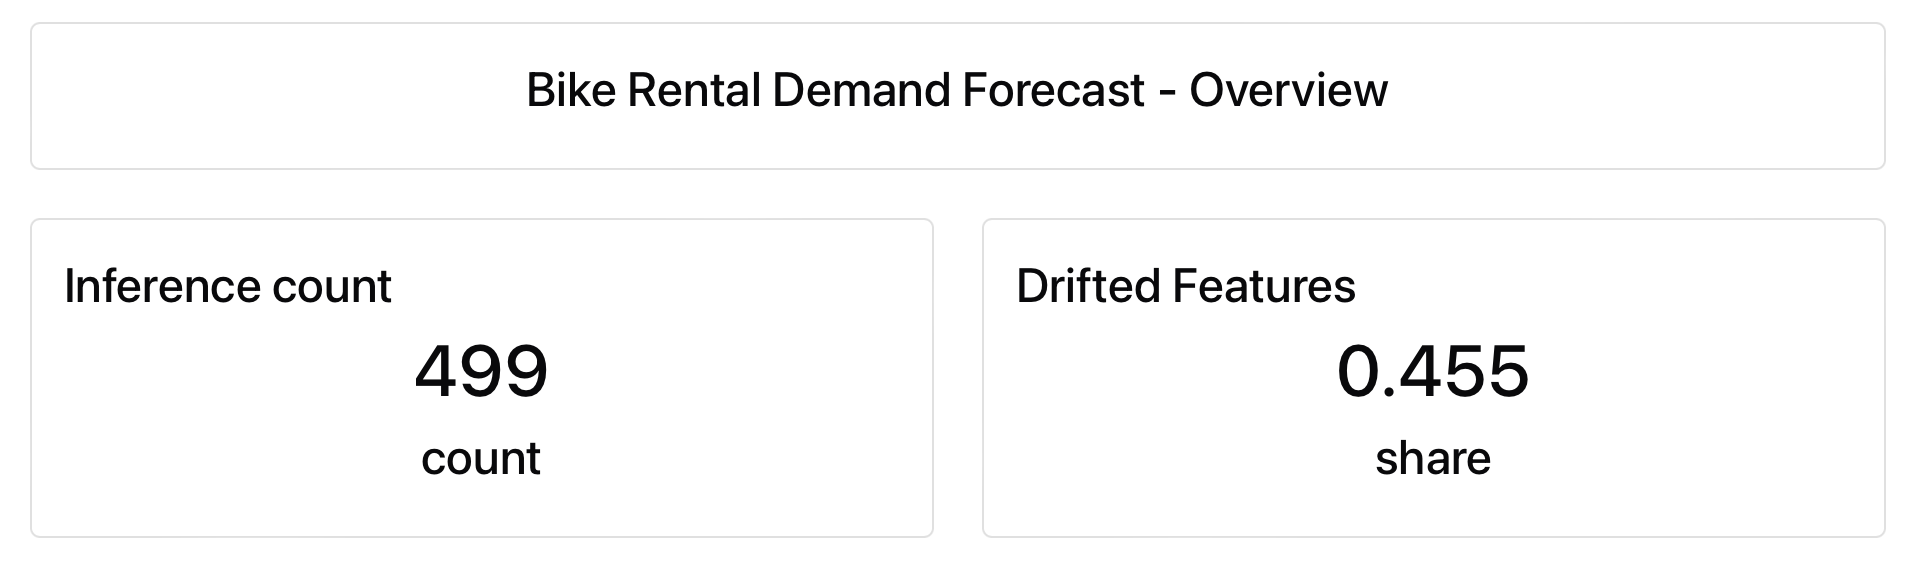 Bike Rental Demand Forecast - Overview
Inference count
499
count
Drifted Features
0.455
share